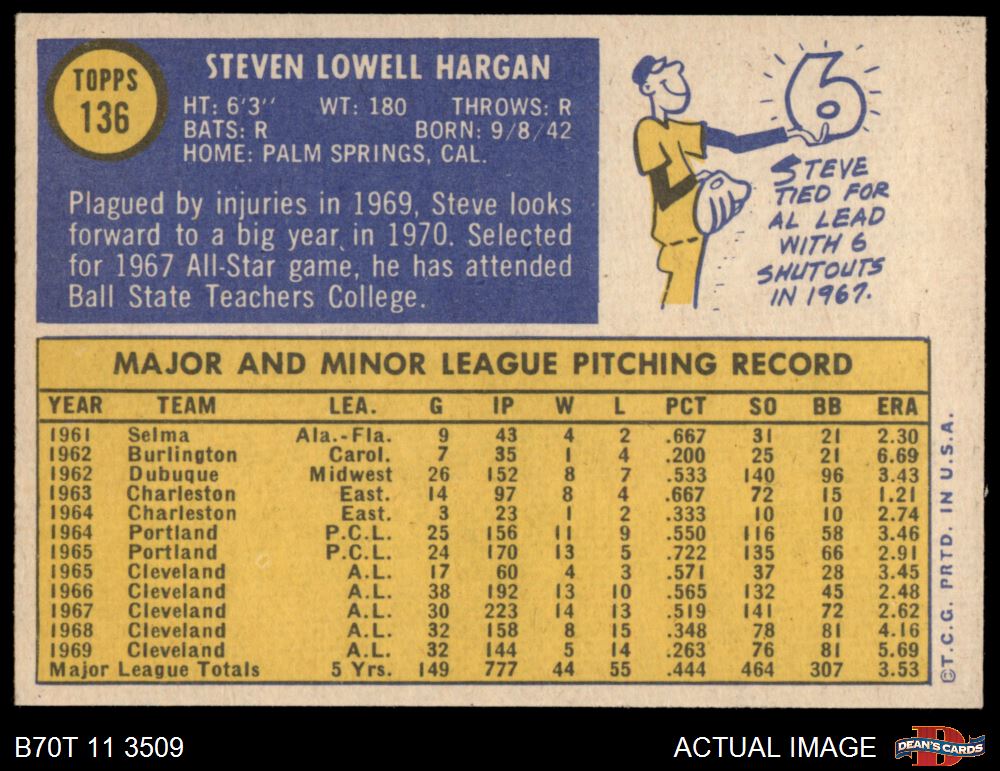 TOPPS
136
STEVEN LOWELL HARGAN
HT: 6'3'' WT: 180 THROWS: R
BATS: R BORN: 9/8/42
HOME: PALM SPRINGS, CAL.
Plagued by injuries in 1969, Steve looks
forward to a big year in 1970. Selected
for 1967 All-Star game, he has attended
Ball State Teachers College.
6
STEVE
TIED FOR
AL LEAD
WITH 6
SHUTOUTS
IN 1967.
MAJOR AND MINOR LEAGUE PITCHING RECORD
YEAR TEAM LEA. G IP W L PCT SO BB ERA
1961 Selma Ala.-Fla. 9 43 4 2 .667 31 21 2.30
1962 Burlington Carol. 7 35 1 4 .200 25 21 6.69
1962 Dubuque Midwest 26 152 8 7 .533 140 96 3.43
1963 Charleston East. 14 97 8 4 .667 72 15 1.21
1964 Charleston East. 3 23 1 2 .333 10 10 2.74
1964 Portland P.C.L. 25 156 11 9 .550 116 58 3.46
1965 Portland P.C.L. 24 170 13 5 .722 135 66 2.91
1965 Cleveland A.L. 17 60 4 3 .571 37 28 3.45
1966 Cleveland A.L. 38 192 13 10 .565 132 45 2.48
1967 Cleveland A.L. 30 223 14 13 .519 141 72 2.62
1968 Cleveland A.L. 32 158 8 15 .348 78 81 4.16
1969 Cleveland A.L. 32 144 5 14 .263 76 81 5.69
Major League Totals 5 Yrs. 149 777 44 55 .444 464 307 3.53
©T.C.G. PRTD. IN U.S.A.
B70T 11 3509
ACTUAL IMAGE
D
DEAN'S CARDS